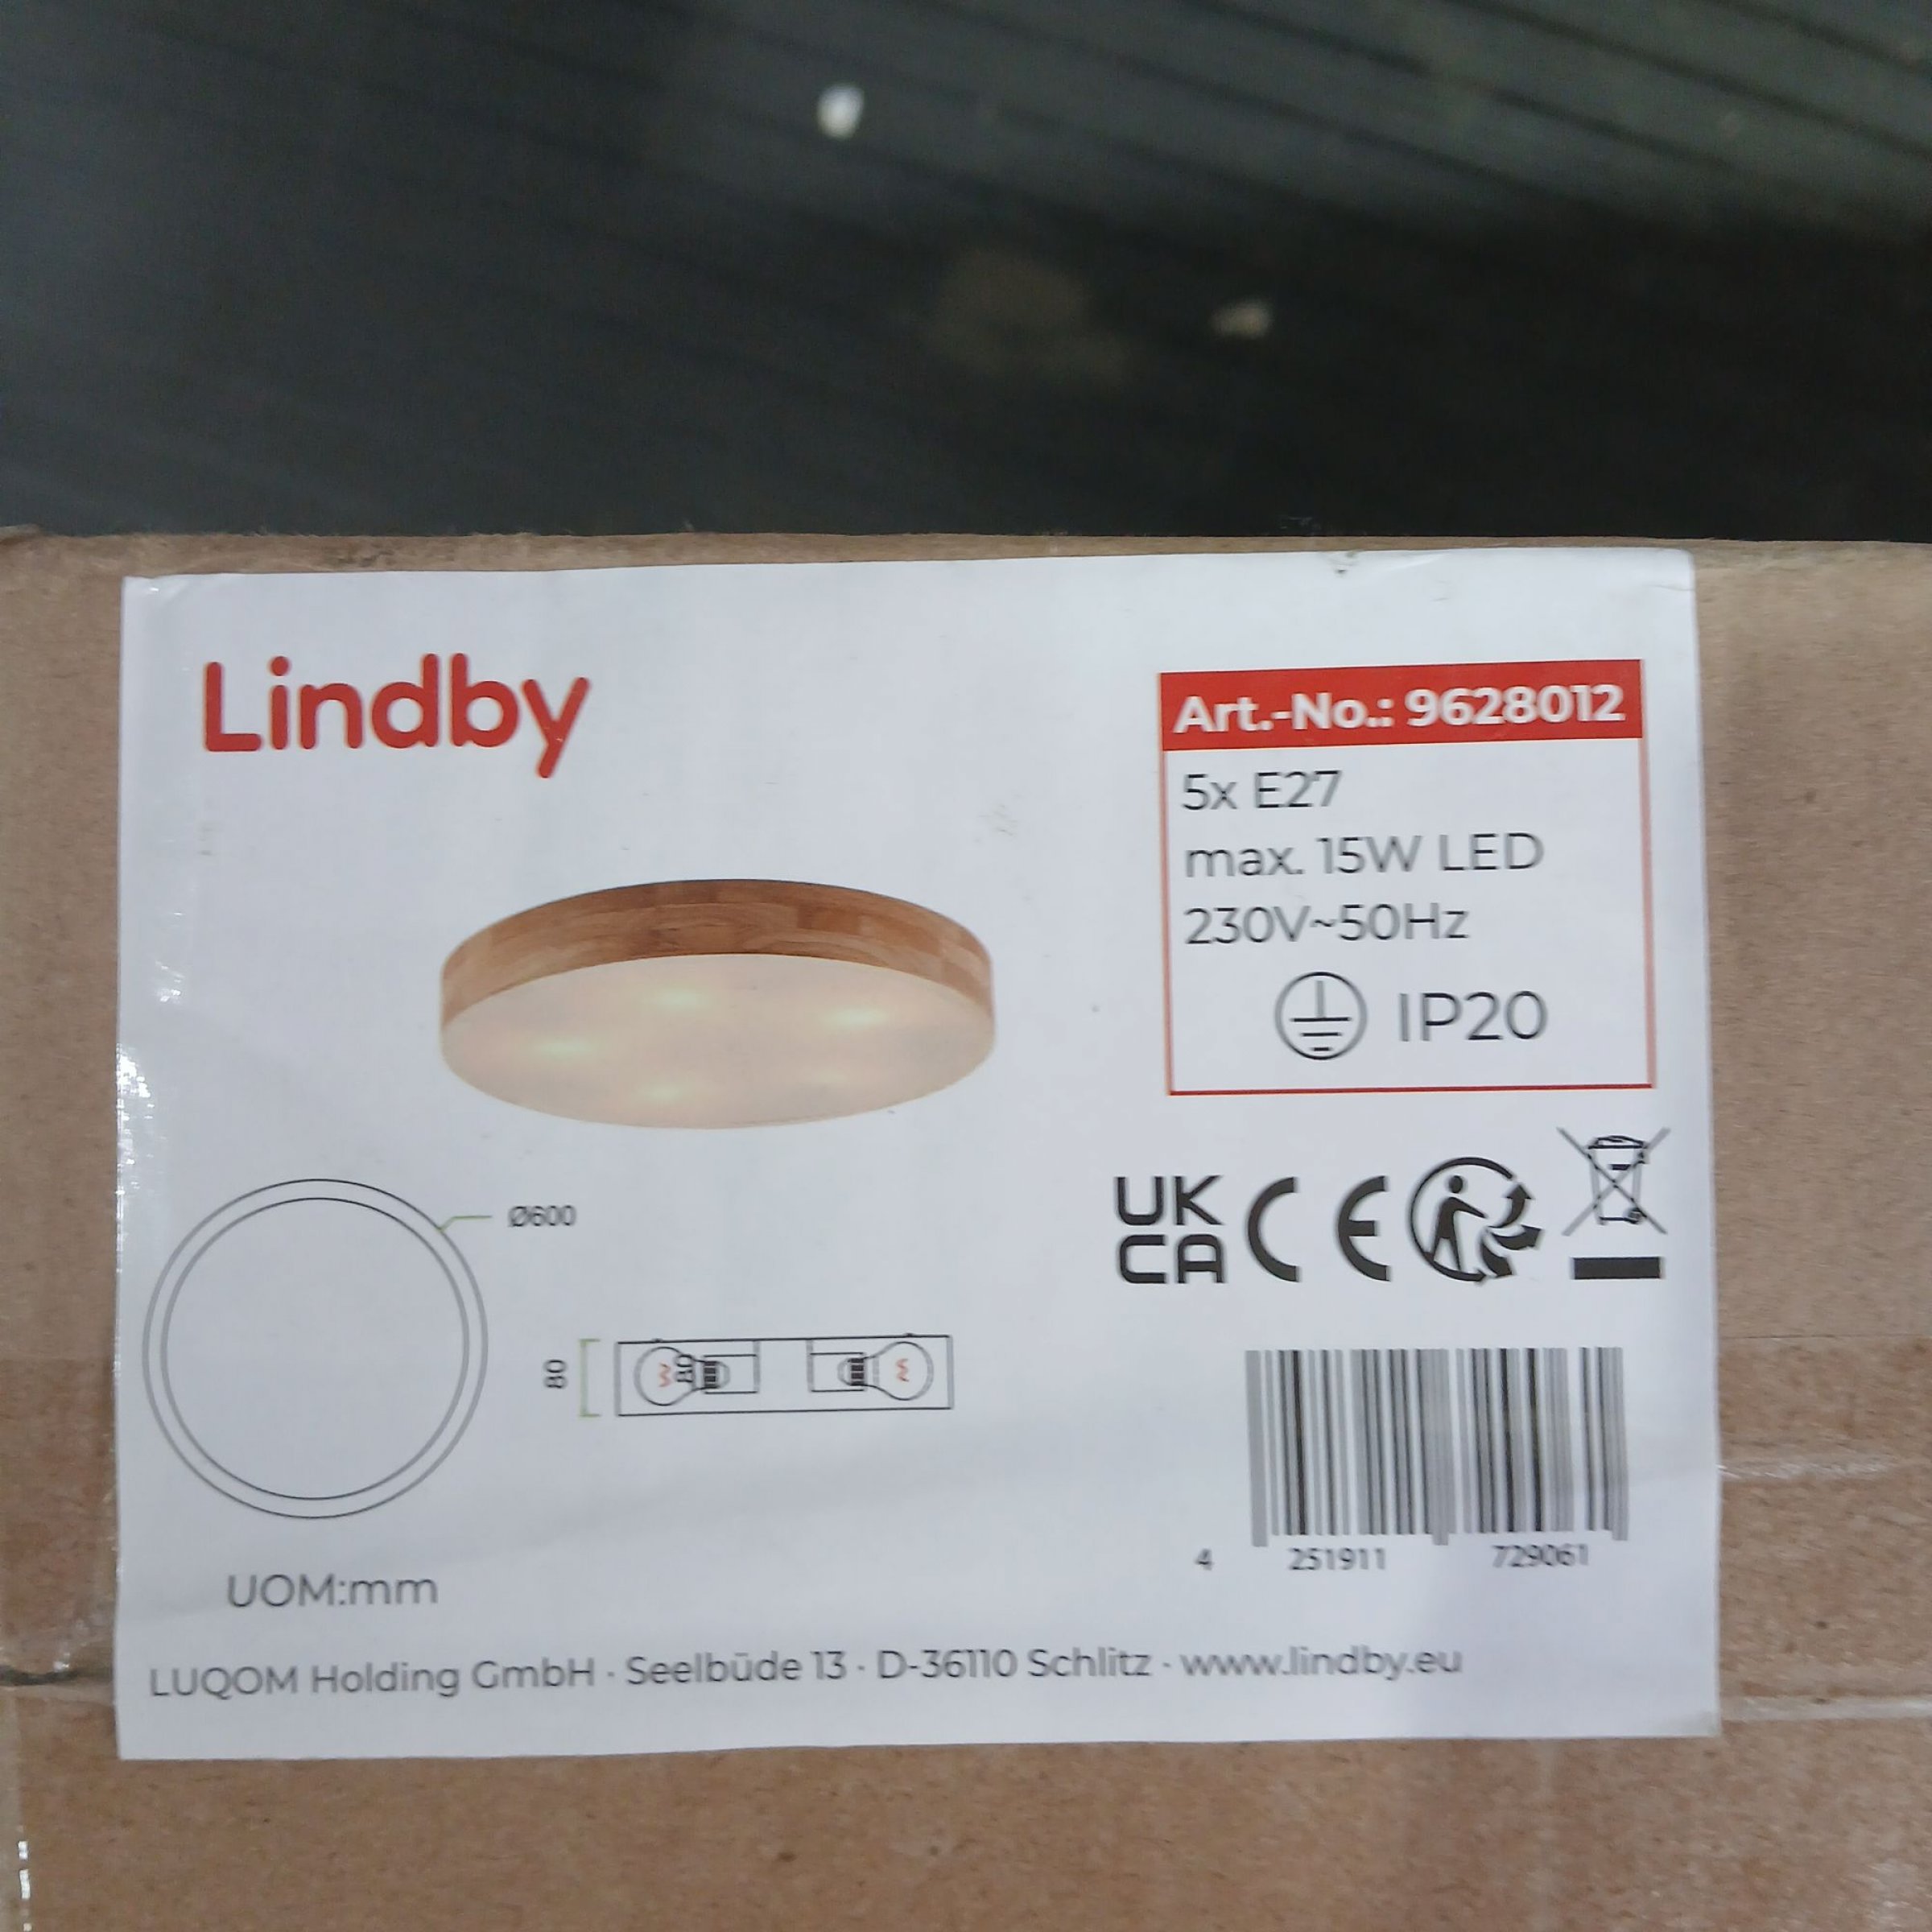 Lindby
Art.-No.: 9628012
5x E27
max. 15W LED
230V~50Hz
IP20
Ø600
80
80
UK
CA
CE
4 251911 729061
UOM:mm
LUQOM Holding GmbH · Seelbüde 13 · D-36110 Schlitz · www.lindby.eu